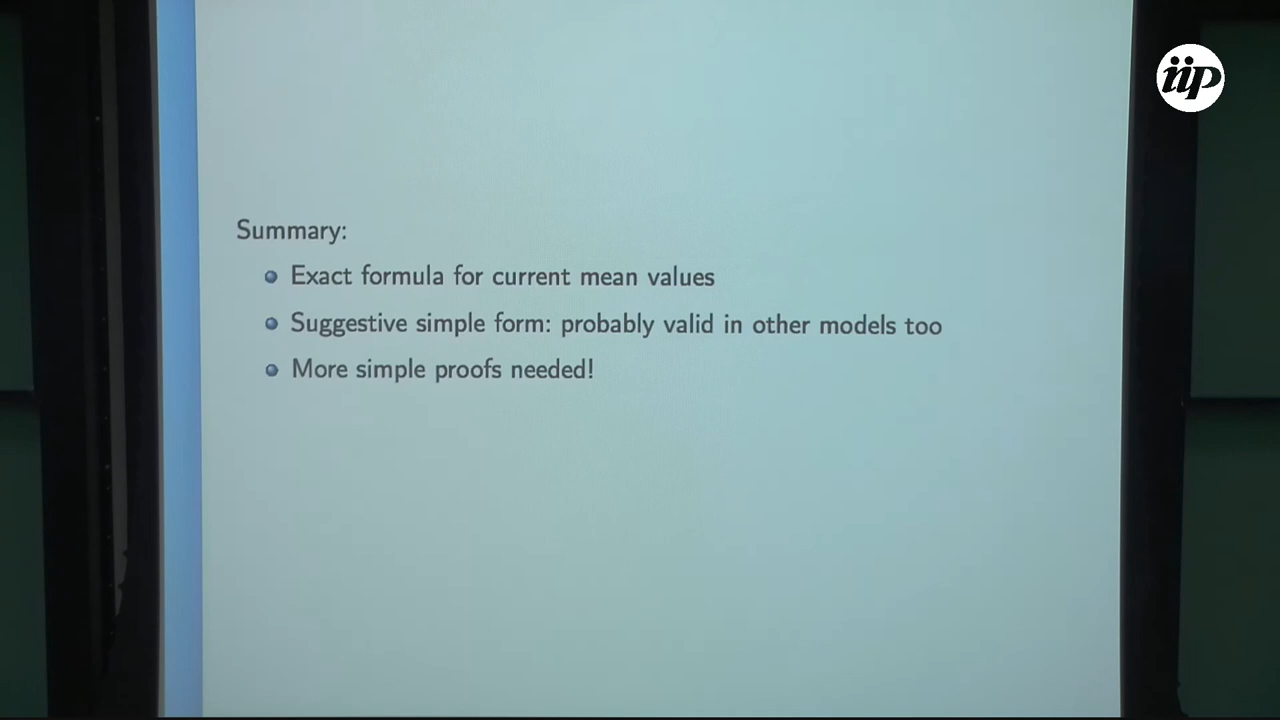 iip
Summary:
Exact formula for current mean values
Suggestive simple form: probably valid in other models too
More simple proofs needed!